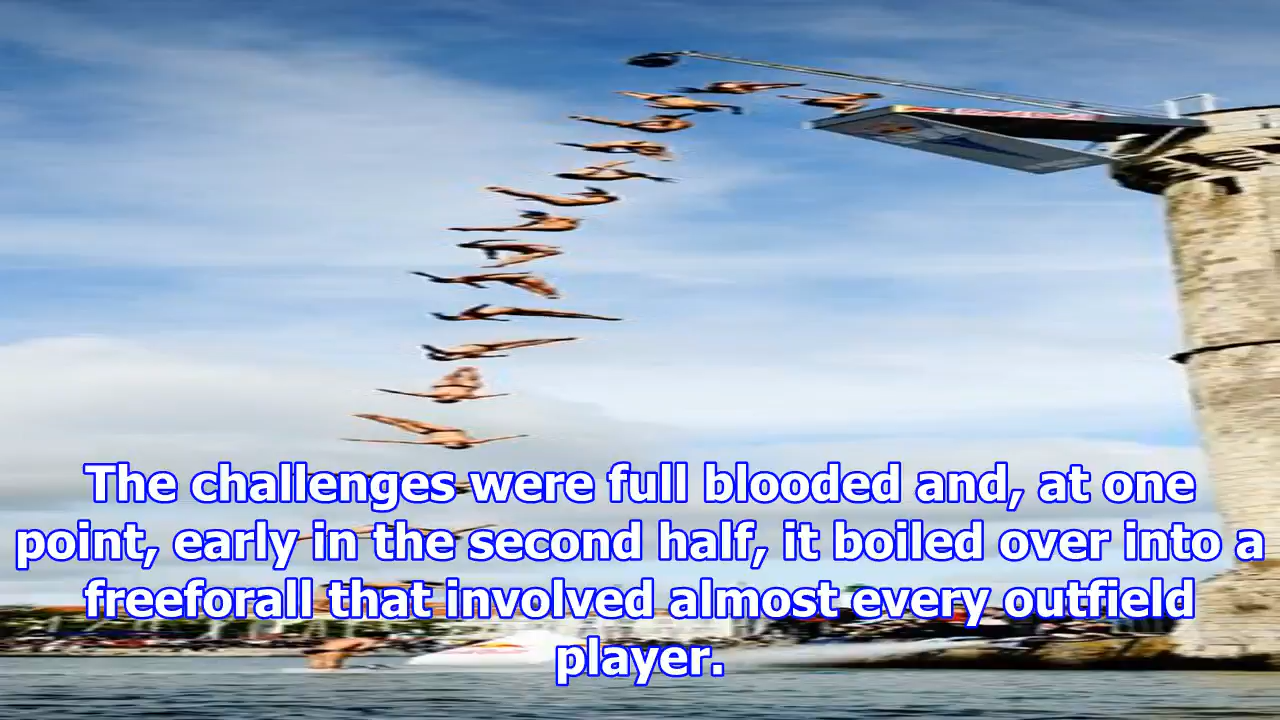 The challenges were full blooded and, at one
point, early in the second half, it boiled over into a
freeforall that involved almost every outfield
player.